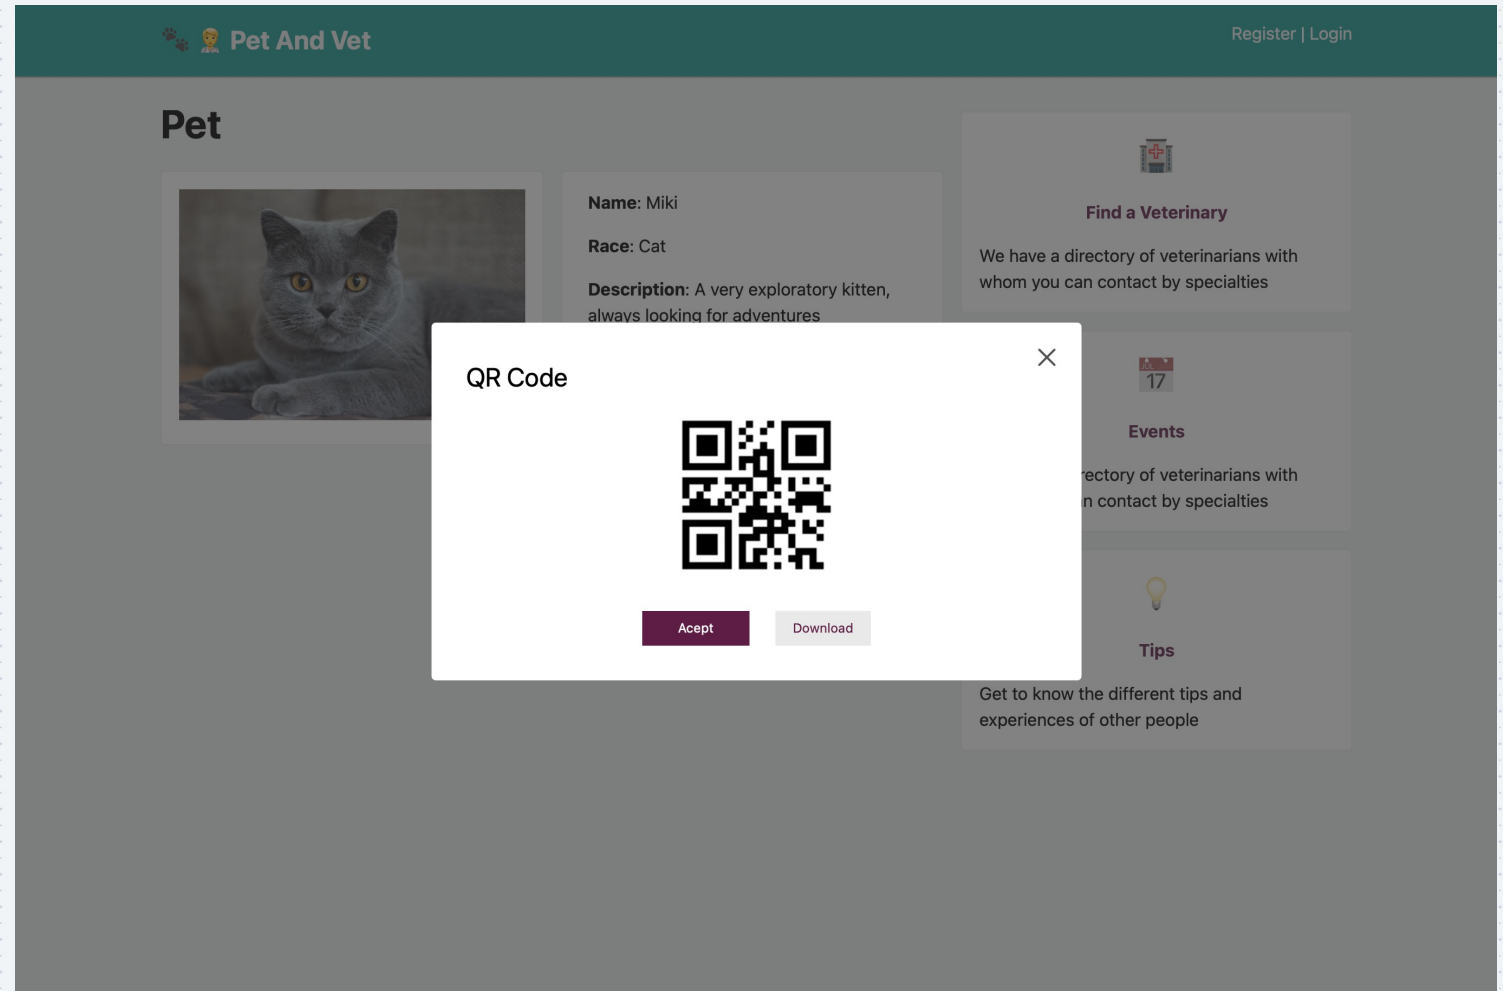 Pet And Vet
Register | Login
Pet
Name: Miki
Race: Cat
Description: A very exploratory kitten,
always looking for adventures
QR Code
Acept
Download
Find a Veterinary
We have a directory of veterinarians with
whom you can contact by specialties
JUL
17
Events
rectory of veterinarians with
n contact by specialties
Tips
Get to know the different tips and
experiences of other people